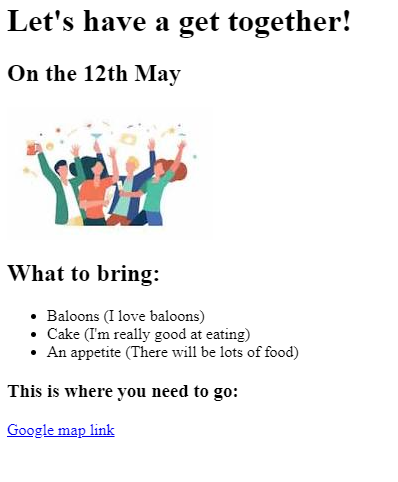 Let's have a get together!
On the 12th May
What to bring:
Baloons (I love baloons)
Cake (I'm really good at eating)
An appetite (There will be lots of food)
This is where you need to go:
Google map link